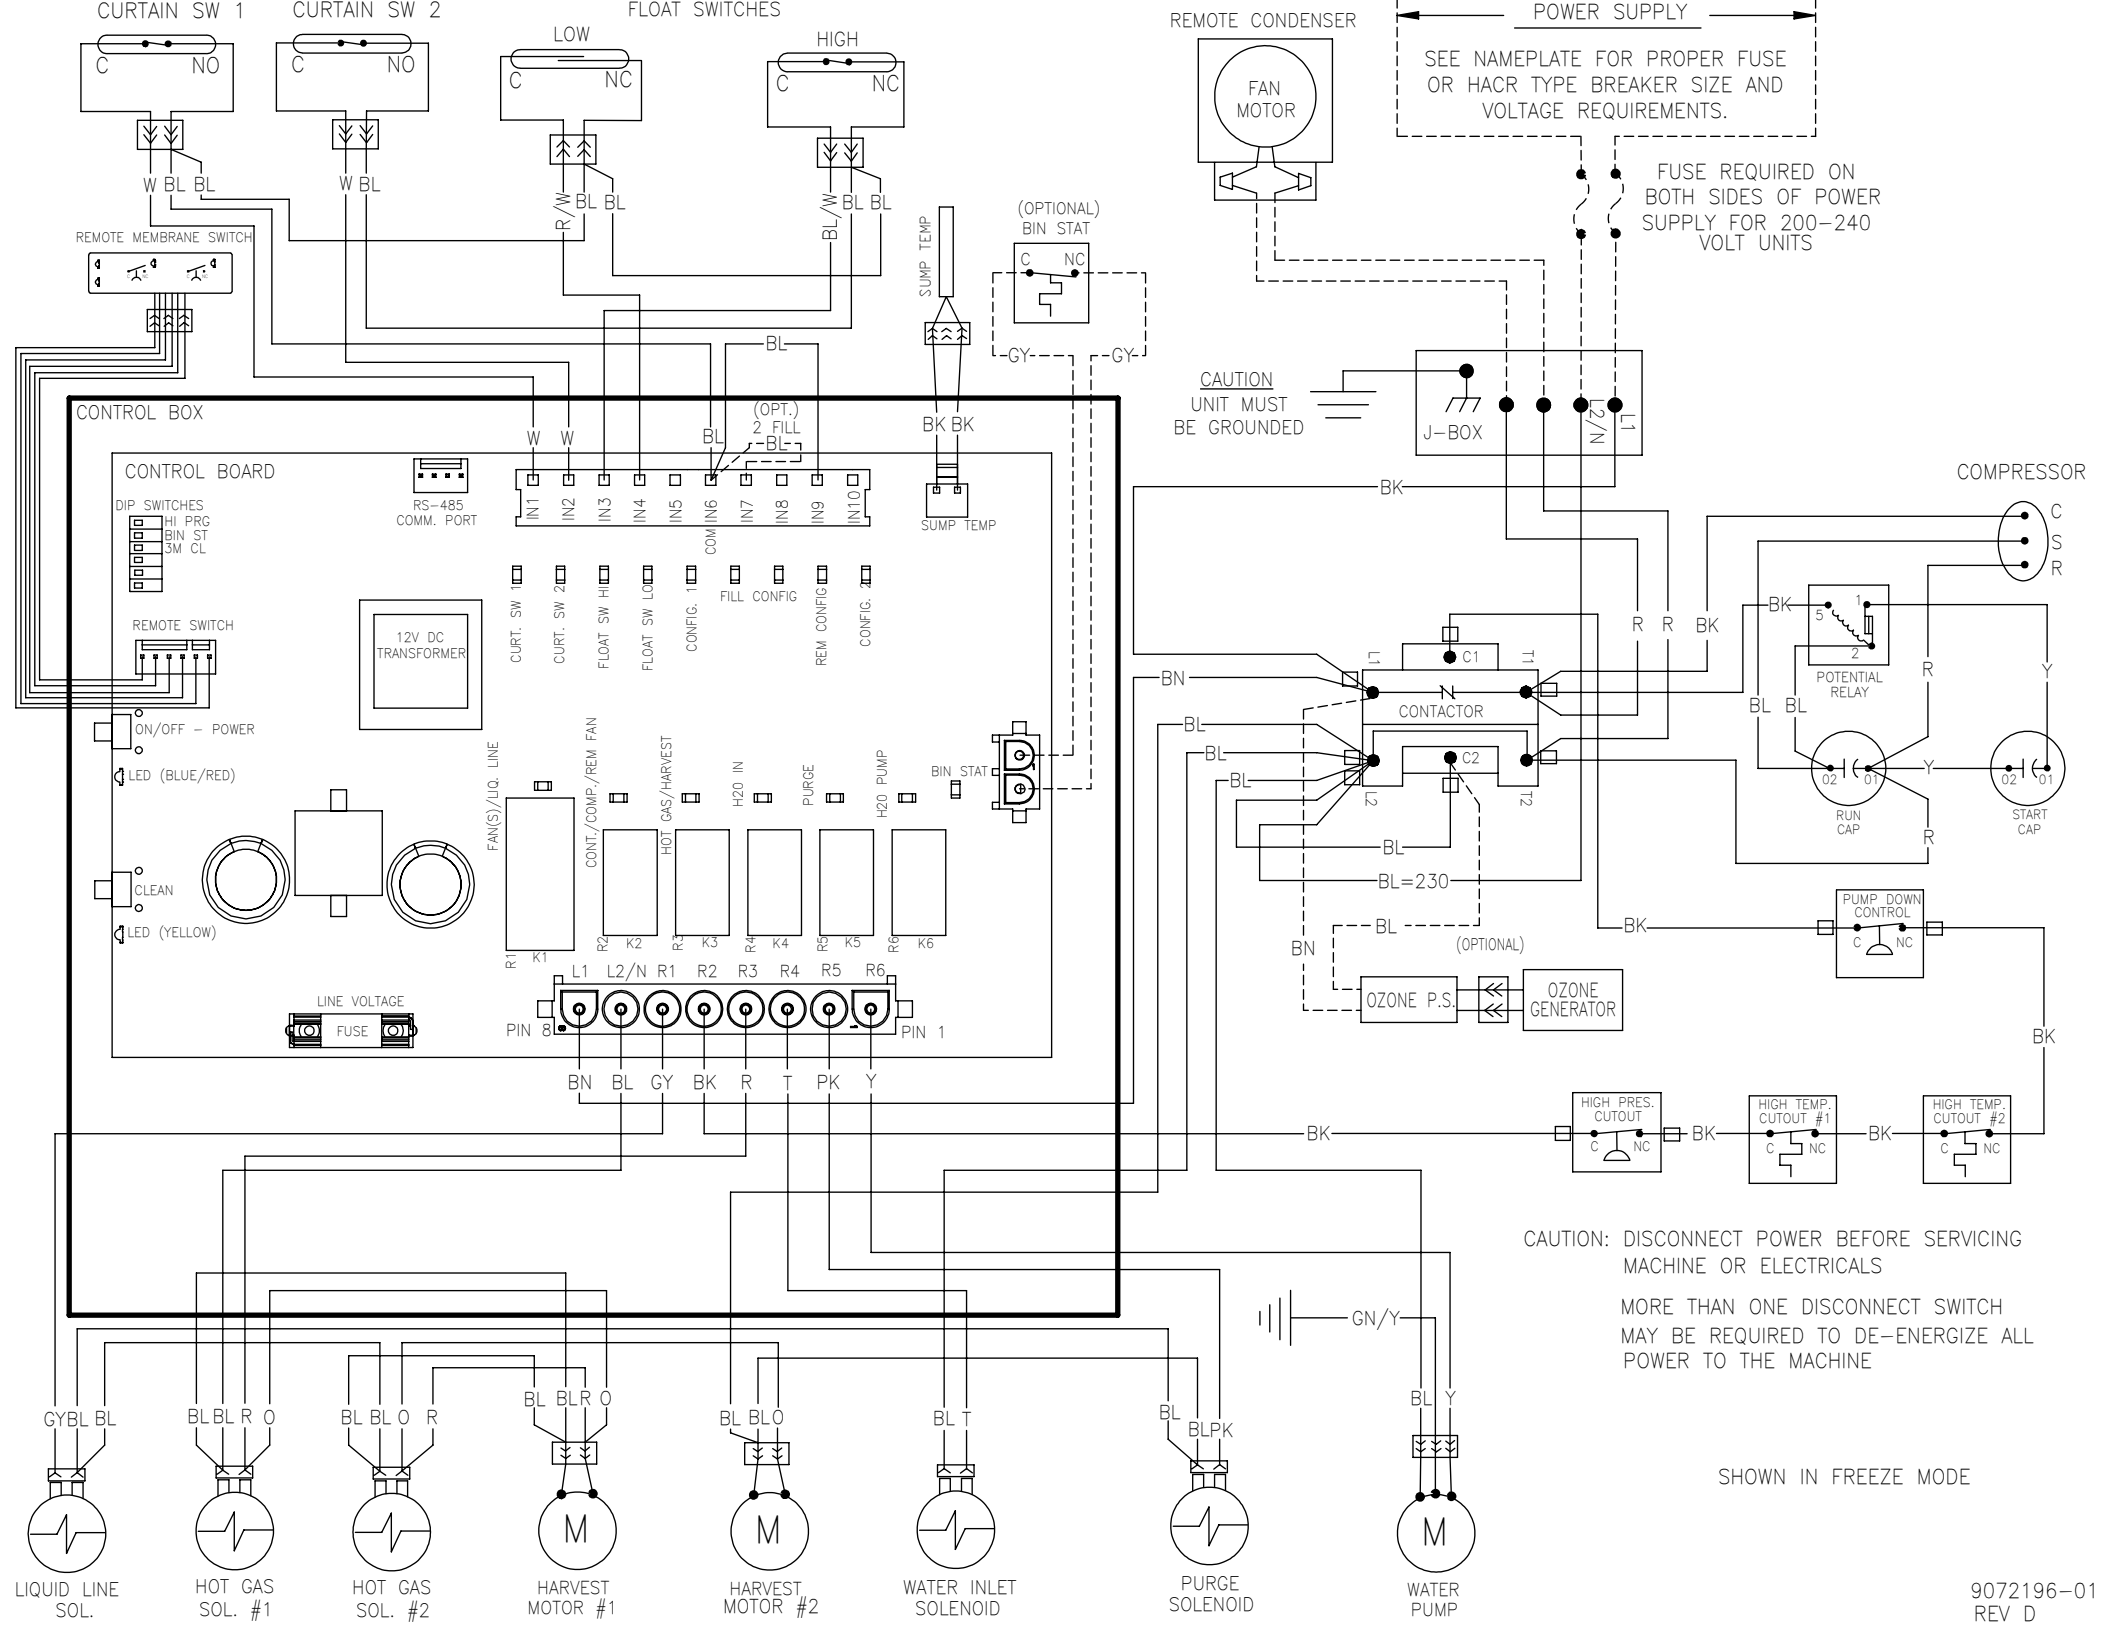 CURTAIN SW 1
CURTAIN SW 2
FLOAT SWITCHES
REMOTE CONDENSER
POWER SUPPLY
C NO
C NO
LOW
C NC
HIGH
C NC
FAN
MOTOR
SEE NAMEPLATE FOR PROPER FUSE
OR HACR TYPE BREAKER SIZE AND
VOLTAGE REQUIREMENTS.
FUSE REQUIRED ON
BOTH SIDES OF POWER
SUPPLY FOR 200-240
VOLT UNITS
W BL BL
W BL
R/W BL BL
BL/W BL BL
REMOTE MEMBRANE SWITCH
C NC
C NC
SUMP TEMP
(OPTIONAL)
BIN STAT
C NC
GY GY
BL
CAUTION
UNIT MUST
BE GROUNDED
J-BOX
L2/N
L1
CONTROL BOX
(OPT.)
2 FILL
BL
W W BL
BK BK
CONTROL BOARD
RS-485
COMM. PORT
IN1 IN2 IN3 IN4 IN5 COM IN6 IN7 IN8 IN9 IN10
SUMP TEMP
DIP SWITCHES
HI PRG
BIN ST
3M CL
CURT. SW 1
CURT. SW 2
FLOAT SW HI
FLOAT SW LO
CONFIG. 1
FILL CONFIG
REM CONFIG
CONFIG. 2
REMOTE SWITCH
12V DC
TRANSFORMER
ON/OFF - POWER
LED (BLUE/RED)
CLEAN
LED (YELLOW)
FAN(S)/LIQ. LINE
CONT./COMP./REM FAN
HOT GAS/HARVEST
H20 IN
PURGE
H20 PUMP
BIN STAT
R1 K1
R2 K2
R3 K3
R4 K4
R5 K5
R6 K6
LINE VOLTAGE
FUSE
L1 L2/N R1 R2 R3 R4 R5 R6
PIN 8
8
1
PIN 1
BN BL GY BK R T PK Y
BK
COMPRESSOR
C
S
R
R R BK
BK
5 1
2
POTENTIAL
RELAY
BN
L1
C1
T1
CONTACTOR
BL
BL
BL
L2
C2
T2
BL
BL=230
BL BL
R
Y
02 01
RUN
CAP
Y
02 01
START
CAP
R
BN
BL
(OPTIONAL)
OZONE P.S.
OZONE
GENERATOR
BK
PUMP DOWN
CONTROL
C NC
BK
BK
HIGH PRES.
CUTOUT
C NC
BK
HIGH TEMP.
CUTOUT #1
C NC
BK
HIGH TEMP.
CUTOUT #2
C NC
CAUTION: DISCONNECT POWER BEFORE SERVICING
MACHINE OR ELECTRICALS
MORE THAN ONE DISCONNECT SWITCH
MAY BE REQUIRED TO DE-ENERGIZE ALL
POWER TO THE MACHINE
GN/Y
GY BL BL
BL BL R O
BL BL O R
BL BL R O
BL BL O
BL T
BL BL PK
BL Y
SHOWN IN FREEZE MODE
M
M
M
LIQUID LINE
SOL.
HOT GAS
SOL. #1
HOT GAS
SOL. #2
HARVEST
MOTOR #1
HARVEST
MOTOR #2
WATER INLET
SOLENOID
PURGE
SOLENOID
WATER
PUMP
9072196-01
REV D